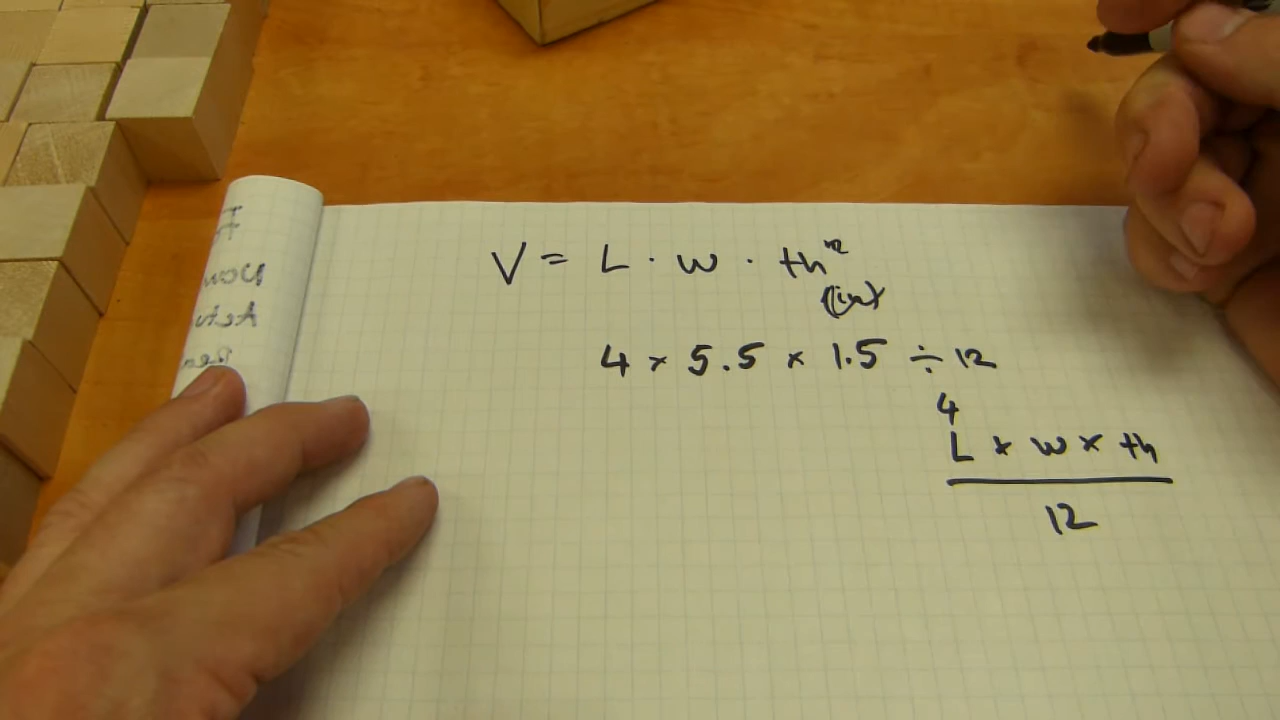 V = L · w · th"
(in)
4 × 5.5 × 1.5 ÷ 12
4
L × w × th
12